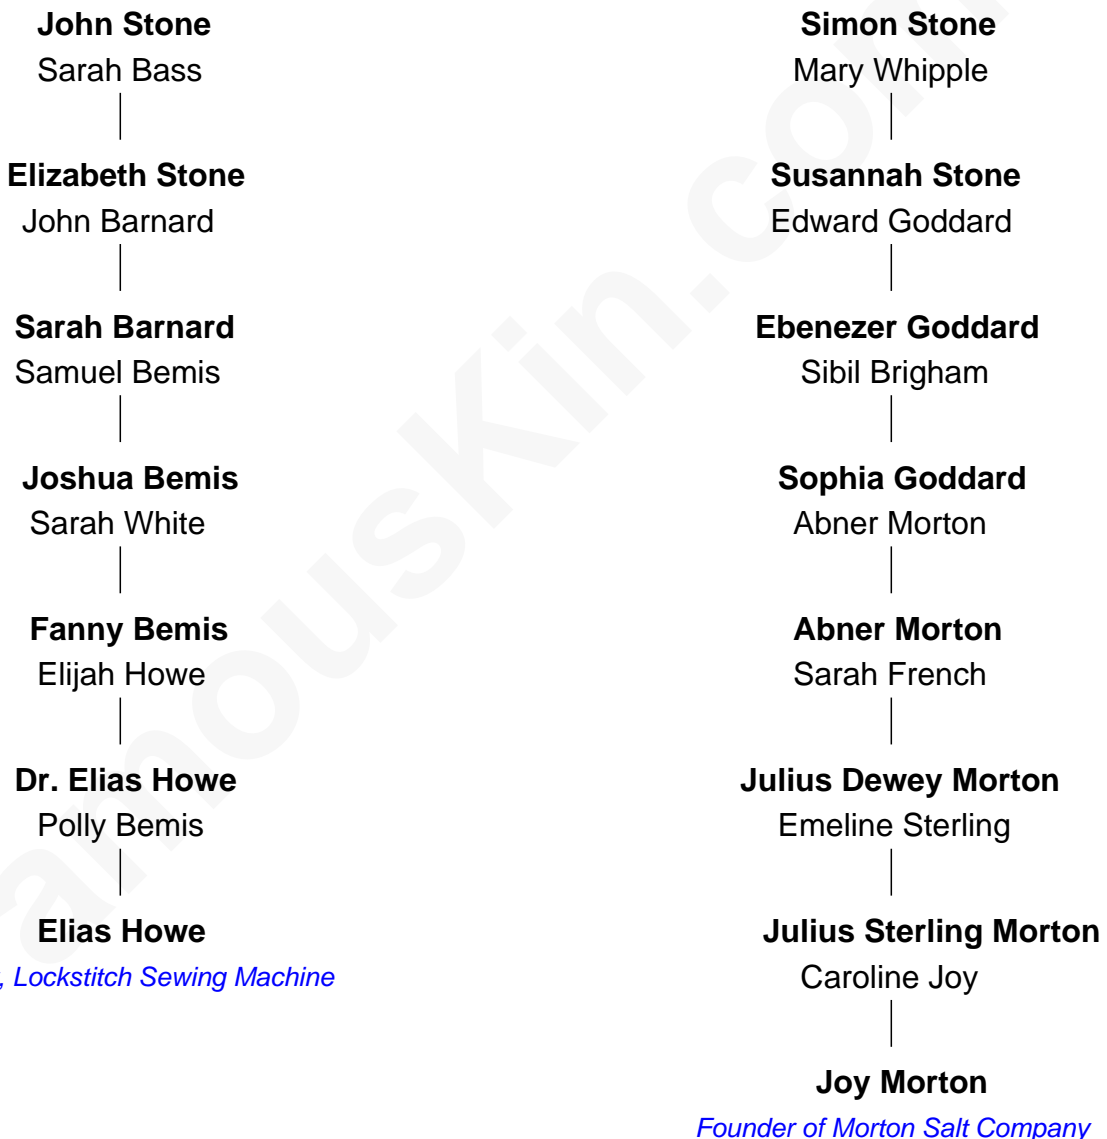 John Stone
Sarah Bass
Elizabeth Stone
John Barnard
Sarah Barnard
Samuel Bemis
Joshua Bemis
Sarah White
Fanny Bemis
Elijah Howe
Dr. Elias Howe
Polly Bemis
Elias Howe
, Lockstitch Sewing Machine
Simon Stone
Mary Whipple
Susannah Stone
Edward Goddard
Ebenezer Goddard
Sibil Brigham
Sophia Goddard
Abner Morton
Abner Morton
Sarah French
Julius Dewey Morton
Emeline Sterling
Julius Sterling Morton
Caroline Joy
Joy Morton
Founder of Morton Salt Company
amouskin.com